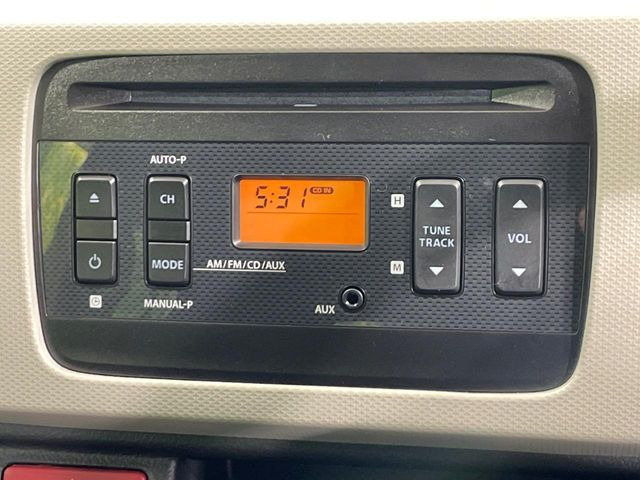 AUTO-P
5:31 CD IN
CH
H
TUNE
TRACK
VOL
MODE
AM/FM/CD/AUX
M
C
MANUAL-P
AUX